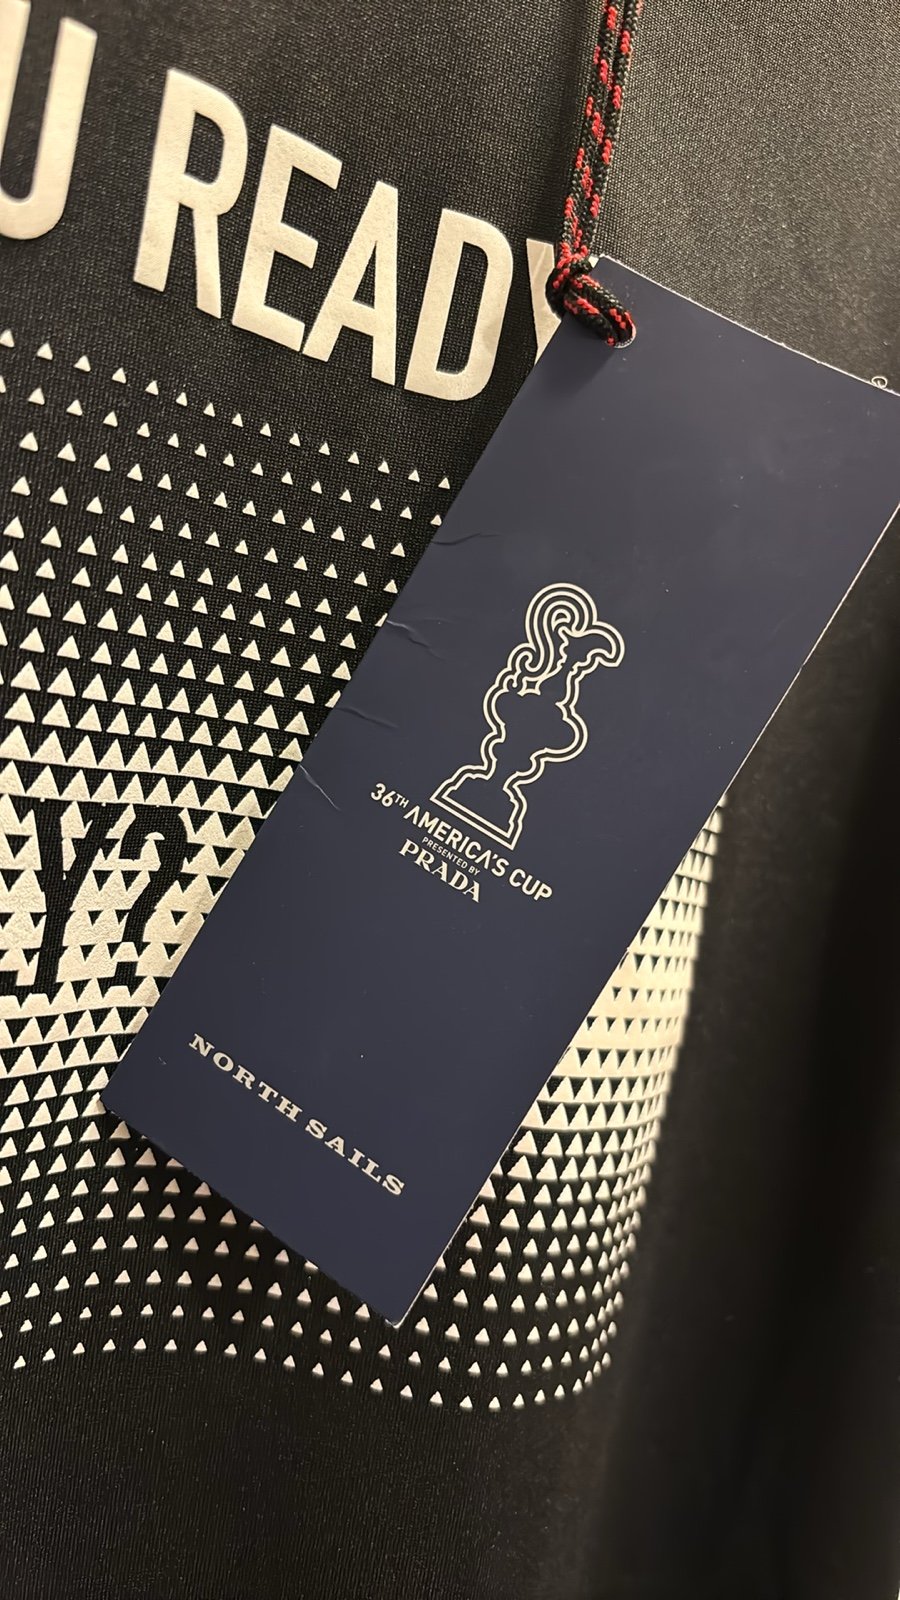 U READY
36TH AMERICA'S CUP
PRESENTED BY
PRADA
NORTH SAILS